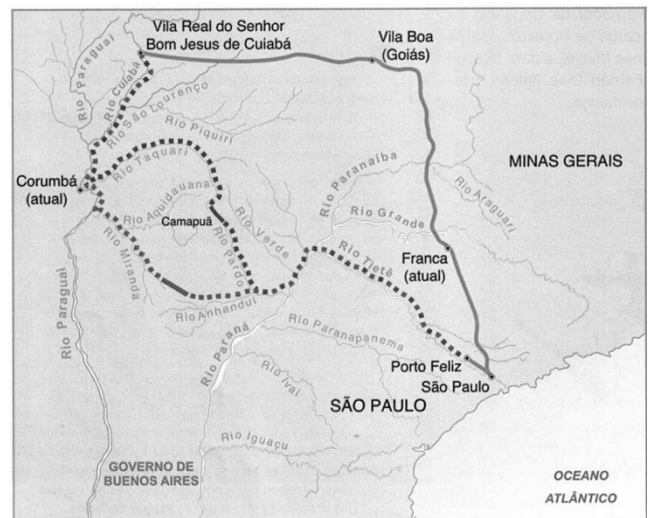 Vila Real do Senhor
Bom Jesus de Cuiabá
Vila Boa
(Goiás)
Rio Paraguai
Rio Cuiabá
Rio São Lourenço
Rio Piquiri
Rio Taquari
Corumbá
(atual)
Rio Aquidauana
Camapuã
Rio Verde
Rio Paranaíba
MINAS GERAIS
Rio Araguari
Rio Grande
Rio Miranda
Rio Pardo
Rio Tietê
Franca
(atual)
Rio Anhanduí
Rio Paraguai
Rio Paraná
Rio Paranapanema
Porto Feliz
São Paulo
Rio Ivaí
SÃO PAULO
Rio Iguaçu
GOVERNO DE
BUENOS AIRES
OCEANO
ATLÂNTICO